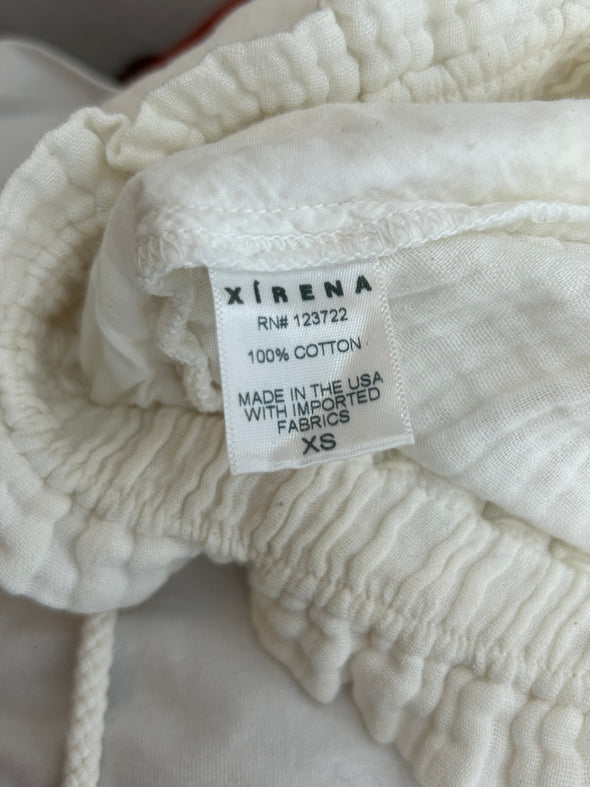 XÍRENA
RN# 123722
100% COTTON
MADE IN THE USA
WITH IMPORTED
FABRICS
XS